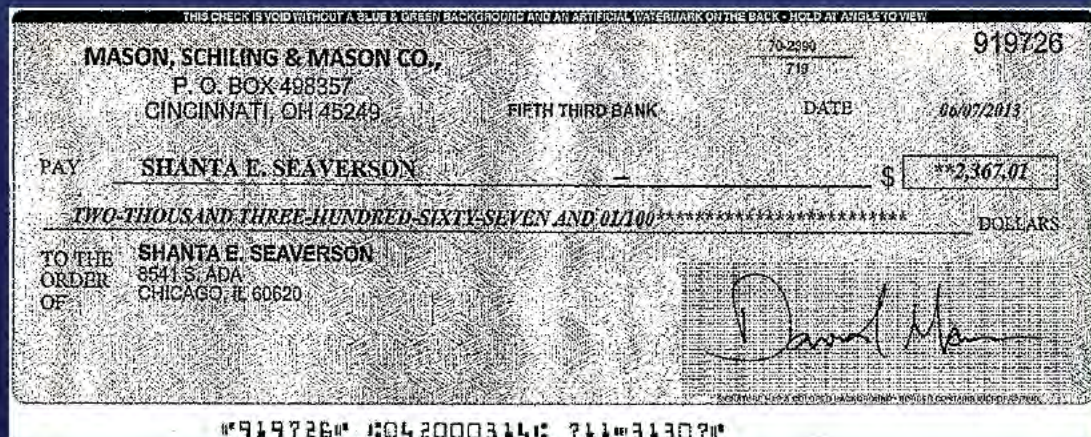 THIS CHECK IS VOID WITHOUT A BLUE & GREEN BACKGROUND AND AN ARTIFICIAL WATERMARK ON THE BACK - HOLD AT ANGLE TO VIEW
919726
MASON, SCHILING & MASON CO.,
P. O. BOX 498357
CINCINNATI, OH 45249
FIFTH THIRD BANK
70-2390
719
DATE 06/07/2013
PAY SHANTA E. SEAVERSON $ **2,367.01
TWO-THOUSAND THREE-HUNDRED-SIXTY-SEVEN AND 01/100************************* DOLLARS
TO THE ORDER OF
SHANTA E. SEAVERSON
8541 S. ADA
CHICAGO, IL 60620
David
⑈919726⑈ ⑆042000314⑆ 711⑈31307⑈